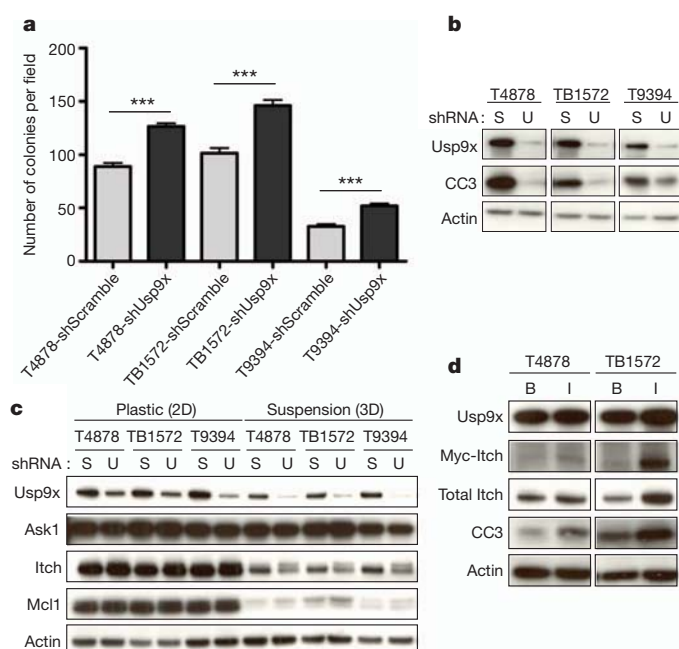 a
Number of colonies per field
200
150
100
50
0
***
***
***
T4878-shScramble
T4878-shUsp9x
TB1572-shScramble
TB1572-shUsp9x
T9394-shScramble
T9394-shUsp9x
b
T4878 TB1572 T9394
shRNA: S U S U S U
Usp9x
CC3
Actin
c
Plastic (2D) Suspension (3D)
T4878 TB1572 T9394 T4878 TB1572 T9394
shRNA : S U S U S U S U S U S U
Usp9x
Ask1
Itch
Mcl1
Actin
d
T4878 TB1572
B I B I
Usp9x
Myc-Itch
Total Itch
CC3
Actin